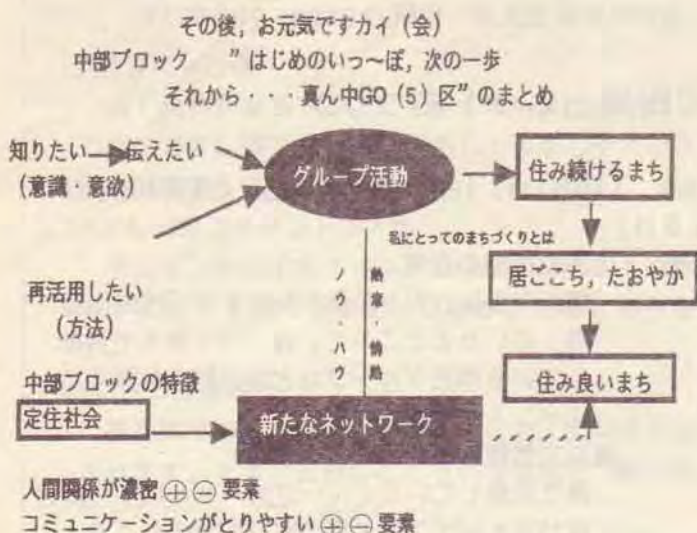 その後，お元気ですカイ（会）
中部ブロック　”はじめのいっ～ぽ，次の一歩
それから・・・真ん中GO（5）区”のまとめ
知りたい
伝えたい
（意識・意欲）
グループ活動
住み続けるまち
私にとってのまちづくりとは
居ごこち，たおやか
再活用したい
（方法）
ノウ・ハウ
住み良いまち
中部ブロックの特徴
定住社会
新たなネットワーク
人間関係が濃密⊕⊖要素
コミュニケーションがとりやすい⊕⊖要素